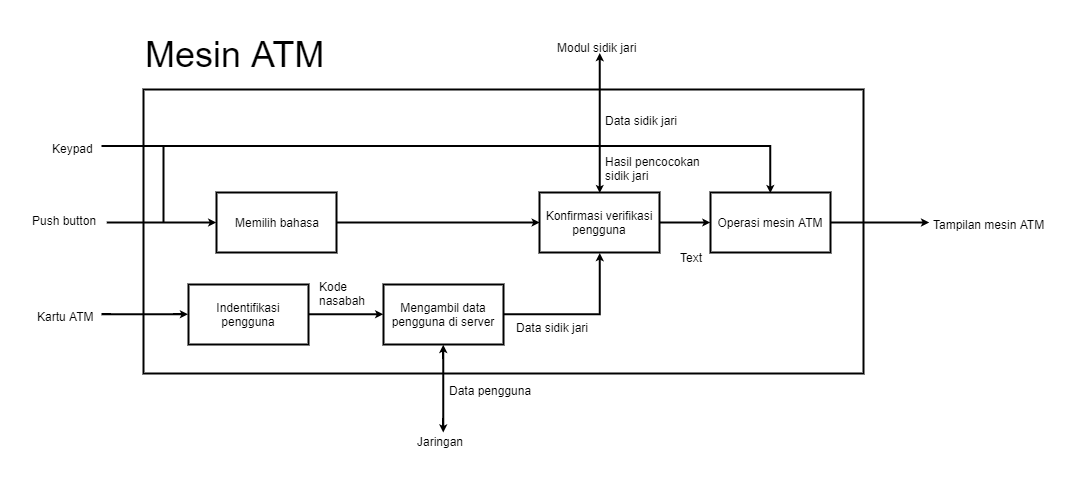 Mesin ATM
Modul sidik jari
Data sidik jari
Keypad
Hasil pencocokan
sidik jari
Push button
Memilih bahasa
Konfirmasi verifikasi
pengguna
Operasi mesin ATM
Tampilan mesin ATM
Text
Kartu ATM
Indentifikasi
pengguna
Kode
nasabah
Mengambil data
pengguna di server
Data sidik jari
Data pengguna
Jaringan